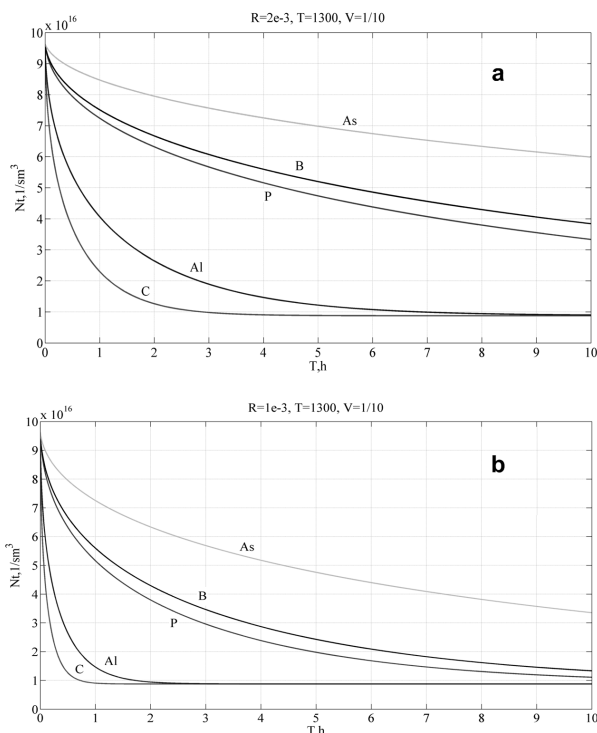 R=2e-3, T=1300, V=1/10
x 10^16
a
10
9
8
7
6
5
4
3
2
1
0
Nt,1/sm^3
As
B
P
Al
C
0 1 2 3 4 5 6 7 8 9 10
T,h
R=1e-3, T=1300, V=1/10
x 10^16
b
10
9
8
7
6
5
4
3
2
1
0
Nt,1/sm^3
As
B
P
Al
C
0 1 2 3 4 5 6 7 8 9 10
T,h